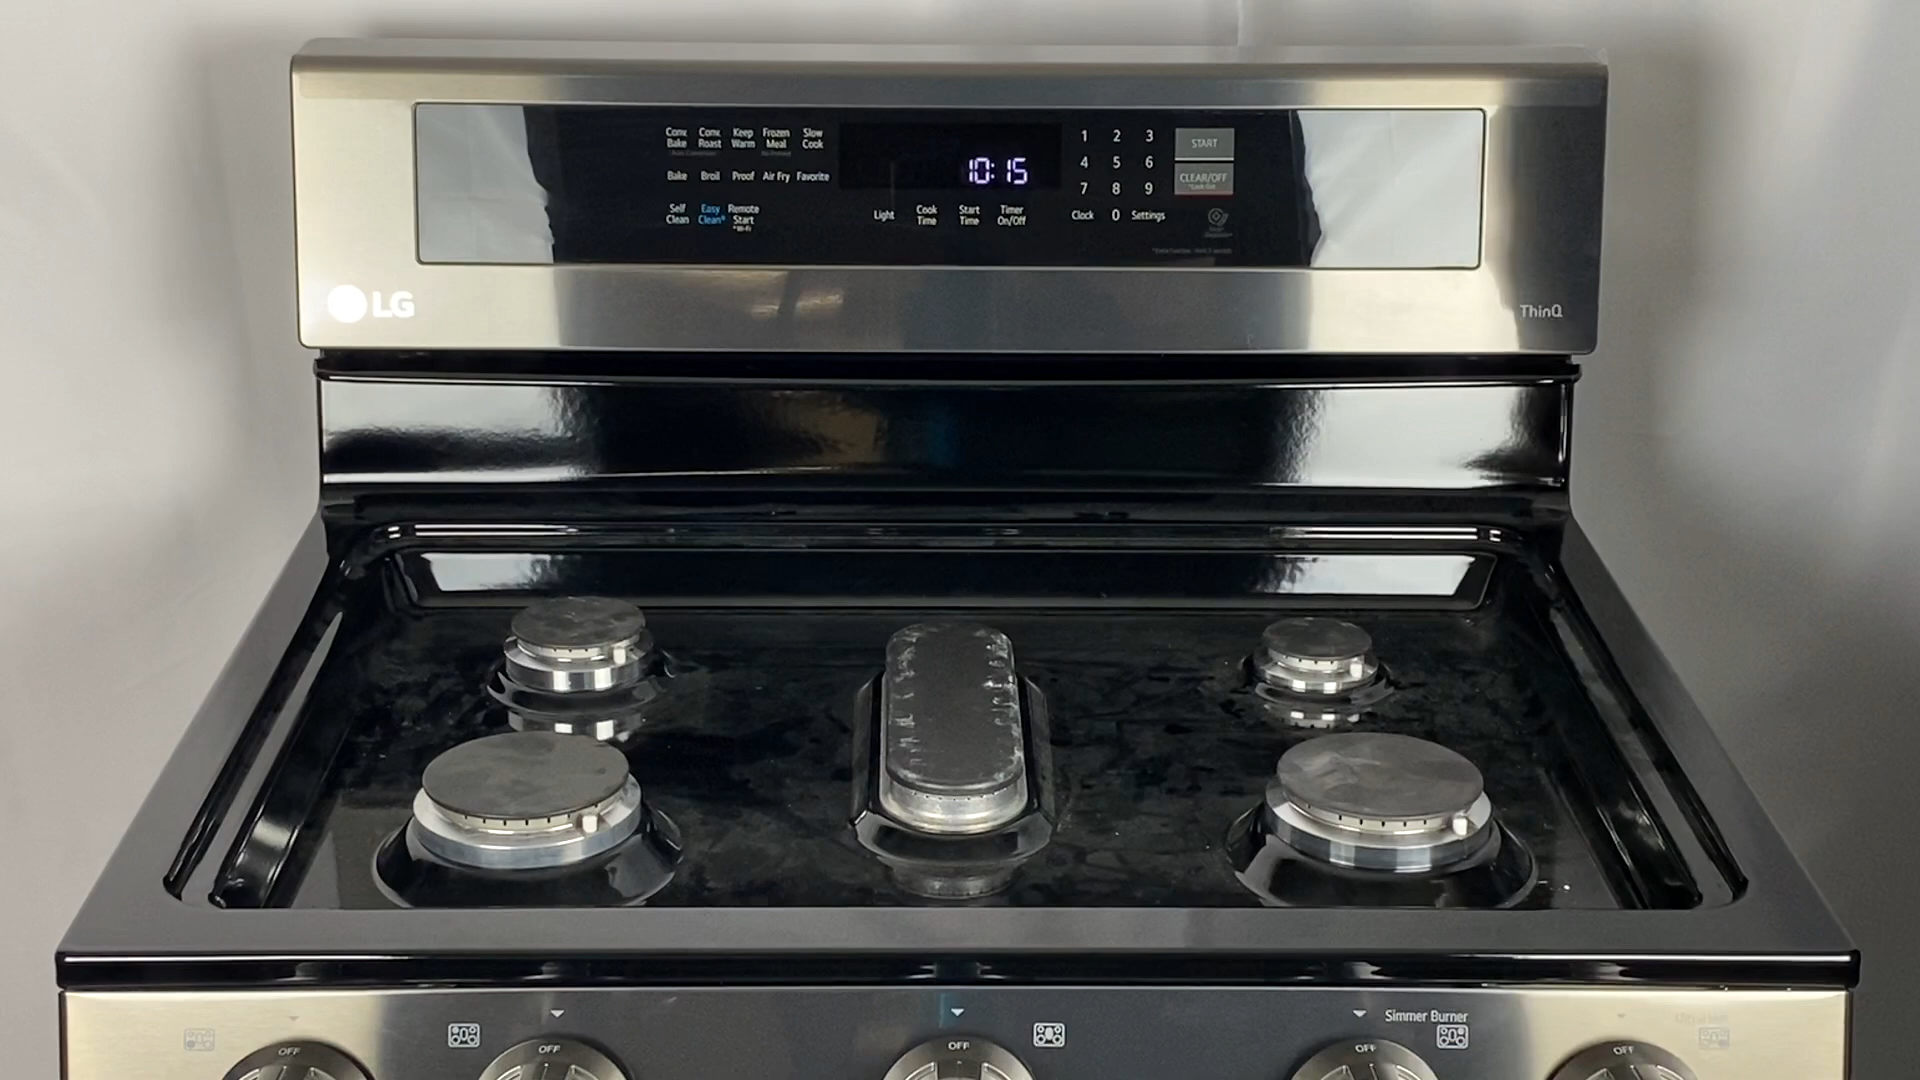 Conv. Bake
Conv. Roast
Keep Warm
Frozen Meal
Slow Cook
Bake
Broil
Proof
Air Fry
Favorite
Self Clean
Easy Clean*
Remote Start
*Wi-Fi
10:15
Light
Cook Time
Start Time
Timer On/Off
1 2 3
4 5 6
7 8 9
Clock 0 Settings
START
CLEAR/OFF
LG
ThinQ
Simmer Burner
OFF
OFF
OFF
OFF
OFF